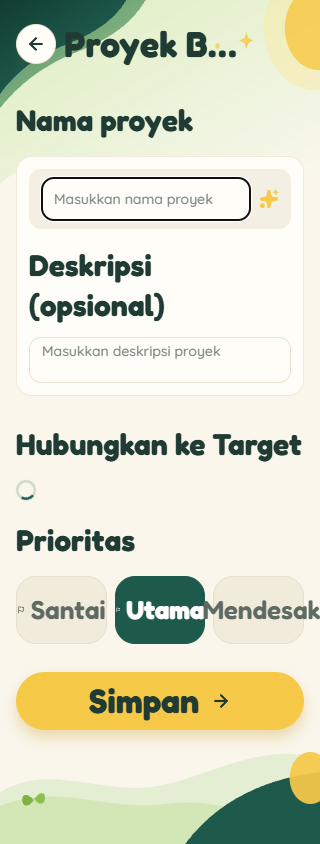 Proyek B...
Nama proyek
Masukkan nama proyek
Deskripsi
(opsional)
Masukkan deskripsi proyek
Hubungkan ke Target
Prioritas
Santai Utama Mendesak
Simpan